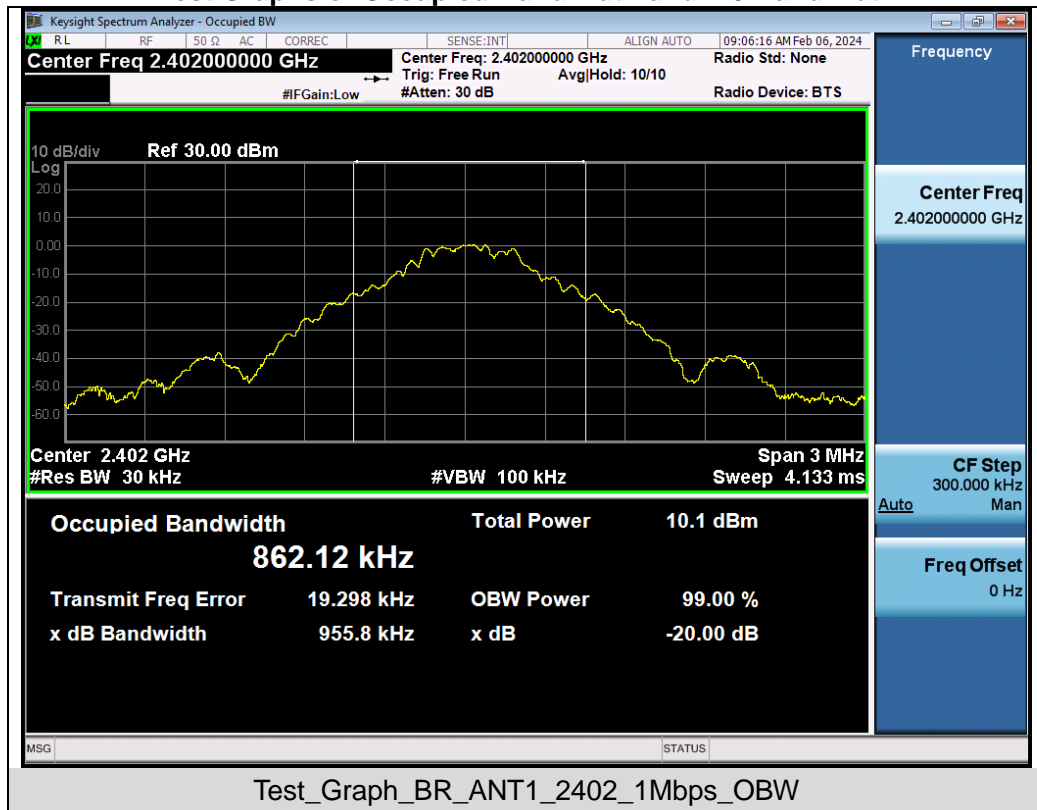 Keysight Spectrum Analyzer - Occupied BW
LXI RL RF 50 Ω AC CORREC SENSE:INT ALIGN AUTO 09:06:16 AM Feb 06, 2024
Center Freq 2.402000000 GHz Center Freq: 2.402000000 GHz Radio Std: None Frequency
Trig: Free Run Avg|Hold: 10/10
#IFGain:Low #Atten: 30 dB Radio Device: BTS
10 dB/div Ref 30.00 dBm
Log
20.0
10.0
0.00
-10.0
-20.0
-30.0
-40.0
-50.0
-60.0
Center Freq
2.402000000 GHz
Center 2.402 GHz Span 3 MHz
#Res BW 30 kHz #VBW 100 kHz Sweep 4.133 ms
CF Step
300.000 kHz
Auto Man
Occupied Bandwidth Total Power 10.1 dBm
862.12 kHz
Freq Offset
0 Hz
Transmit Freq Error 19.298 kHz OBW Power 99.00 %
x dB Bandwidth 955.8 kHz x dB -20.00 dB
MSG STATUS
Test_Graph_BR_ANT1_2402_1Mbps_OBW